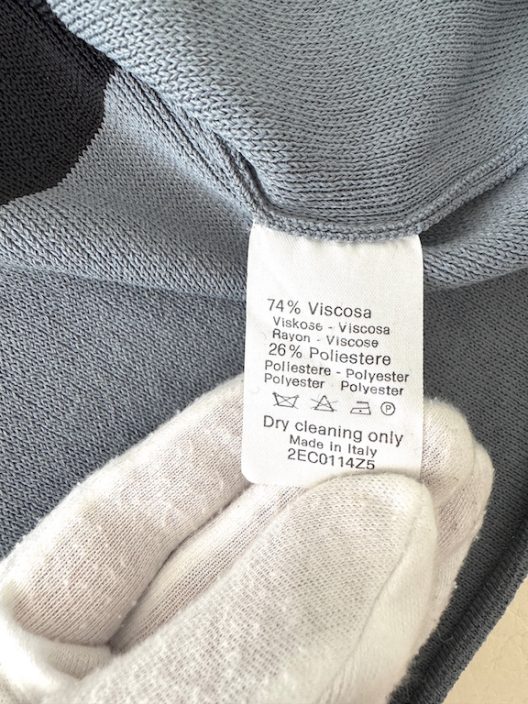 74% Viscosa
Viskose - Viscosa
Rayon - Viscose
26% Poliestere
Poliestere - Polyester
Polyester Polyester
P
Dry cleaning only
Made in Italy
2EC0114Z5